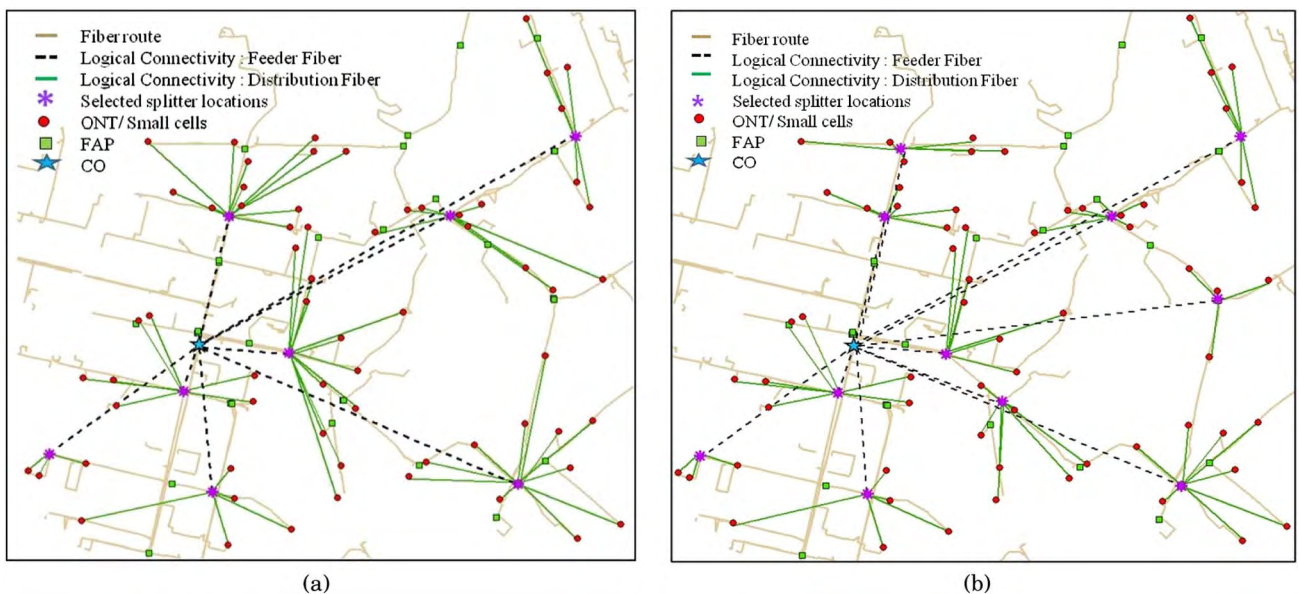 Fiber route
Logical Connectivity : Feeder Fiber
Logical Connectivity : Distribution Fiber
Selected splitter locations
ONT/ Small cells
FAP
CO
(a)
Fiber route
Logical Connectivity : Feeder Fiber
Logical Connectivity : Distribution Fiber
Selected splitter locations
ONT/ Small cells
FAP
CO
(b)